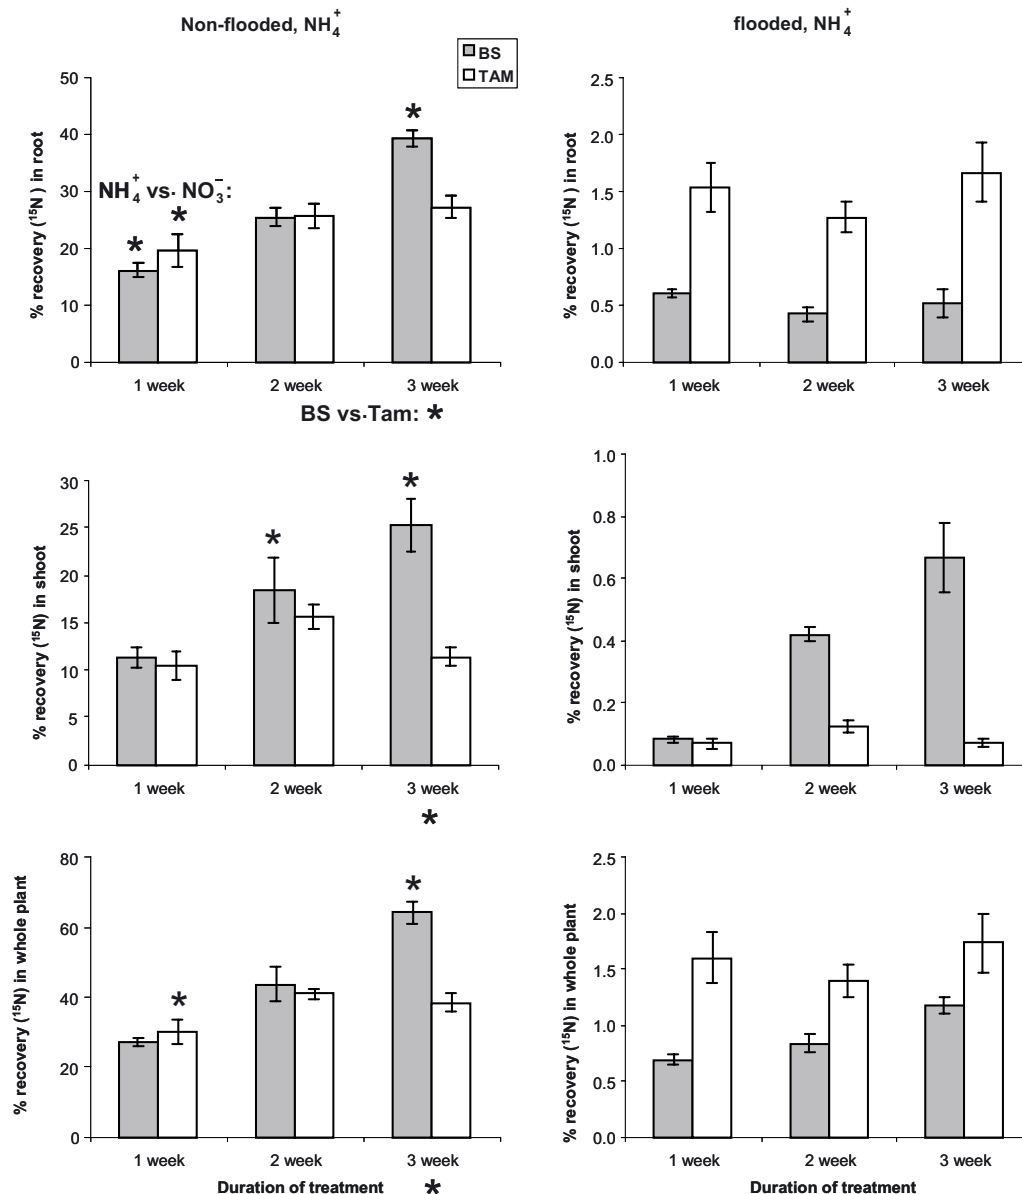 Non-flooded, NH₄⁺
flooded, NH₄⁺
BS
TAM
% recovery (¹⁵N ) in root
50
40
30
20
10
0
NH₄⁺ vs. NO₃⁻:
*
*
*
1 week
2 week
3 week
BS vs.Tam: *
% recovery (¹⁵N ) in root
2.5
2.0
1.5
1.0
0.5
0.0
1 week
2 week
3 week
% recovery (¹⁵N) in shoot
30
25
20
15
10
5
0
*
*
1 week
2 week
3 week
*
% recovery (¹⁵N) in shoot
1.0
0.8
0.6
0.4
0.2
0.0
1 week
2 week
3 week
% recovery (¹⁵N) in whole plant
80
60
40
20
0
*
*
1 week
2 week
3 week
Duration of treatment *
% recovery (¹⁵N) in whole plant
2.5
2.0
1.5
1.0
0.5
0.0
1 week
2 week
3 week
Duration of treatment